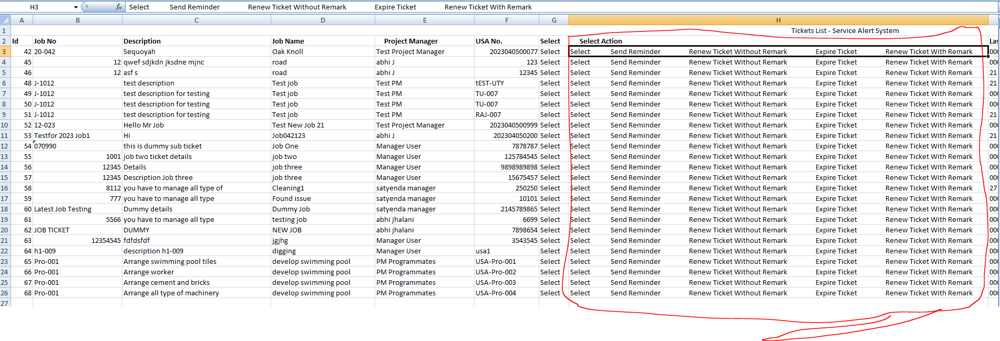 H3 fx Select Send Reminder Renew Ticket Without Remark Expire Ticket Renew Ticket With Remark
A B C D E F G H
1 Tickets List - Service Alert System
2 Id Job No Description Job Name Project Manager USA No. Select Select Action Las
3 42 20-042 Sequoyah Oak Knoll Test Project Manager 2023040500077 Select Select Send Reminder Renew Ticket Without Remark Expire Ticket Renew Ticket With Remark 000
4 45 12 qwef sdjkdn jksdne mjnc road abhi J 123 Select Select Send Reminder Renew Ticket Without Remark Expire Ticket Renew Ticket With Remark 000
5 46 12 asf s road abhi J 12345 Select Select Send Reminder Renew Ticket Without Remark Expire Ticket Renew Ticket With Remark 21
6 48 J-1012 test description Test job Test PM tEST-UTY Select Select Send Reminder Renew Ticket Without Remark Expire Ticket Renew Ticket With Remark 21
7 49 J-1012 test description for testing Test job Test PM TU-007 Select Select Send Reminder Renew Ticket Without Remark Expire Ticket Renew Ticket With Remark 000
8 50 J-1012 test description for testing Test job Test PM TU-007 Select Select Send Reminder Renew Ticket Without Remark Expire Ticket Renew Ticket With Remark 000
9 51 J-1012 test description for testing Test job Test PM RAJ-007 Select Select Send Reminder Renew Ticket Without Remark Expire Ticket Renew Ticket With Remark 21
10 52 12-023 Hello Mr Job Test New Job 21 Test Project Manager 2023040500999 Select Select Send Reminder Renew Ticket Without Remark Expire Ticket Renew Ticket With Remark 000
11 53 Testfor 2023 Job1 Hi Job042123 abhi J 202304050200 Select Select Send Reminder Renew Ticket Without Remark Expire Ticket Renew Ticket With Remark 21
12 54 070990 this is dummy sub ticket Job One Manager User 7878787 Select Select Send Reminder Renew Ticket Without Remark Expire Ticket Renew Ticket With Remark 000
13 55 1001 job two ticket details job two Manager User 125784545 Select Select Send Reminder Renew Ticket Without Remark Expire Ticket Renew Ticket With Remark 000
14 56 12345 Details job three Manager User 9898989898 Select Select Send Reminder Renew Ticket Without Remark Expire Ticket Renew Ticket With Remark 000
15 57 12345 Description Job three job three Manager User 15675457 Select Select Send Reminder Renew Ticket Without Remark Expire Ticket Renew Ticket With Remark 000
16 58 8112 you have to manage all type of Cleaning1 satyenda manager 250250 Select Select Send Reminder Renew Ticket Without Remark Expire Ticket Renew Ticket With Remark 27
17 59 777 you have to manage all type Found issue satyenda manager 10101 Select Select Send Reminder Renew Ticket Without Remark Expire Ticket Renew Ticket With Remark 000
18 60 Latest Job Testing Dummy details Dummy Job satyenda manager 2145789865 Select Select Send Reminder Renew Ticket Without Remark Expire Ticket Renew Ticket With Remark 000
19 61 5566 you have to manage all type testing job abhi jhalani 6699 Select Select Send Reminder Renew Ticket Without Remark Expire Ticket Renew Ticket With Remark 000
20 62 JOB TICKET DUMMY NEW JOB abhi jhalani 7898654 Select Select Send Reminder Renew Ticket Without Remark Expire Ticket Renew Ticket With Remark 000
21 63 12354545 fdfdsfdf jgjhg Manager User 3543545 Select Select Send Reminder Renew Ticket Without Remark Expire Ticket Renew Ticket With Remark 000
22 64 h1-009 description h1-009 digging Manager User usa1 Select Select Send Reminder Renew Ticket Without Remark Expire Ticket Renew Ticket With Remark 000
23 65 Pro-001 Arrange swimming pool tiles develop swimming pool PM Programmates USA-Pro-001 Select Select Send Reminder Renew Ticket Without Remark Expire Ticket Renew Ticket With Remark 000
24 66 Pro-001 Arrange worker develop swimming pool PM Programmates USA-Pro-002 Select Select Send Reminder Renew Ticket Without Remark Expire Ticket Renew Ticket With Remark 000
25 67 Pro-001 Arrange cement and bricks develop swimming pool PM Programmates USA-Pro-003 Select Select Send Reminder Renew Ticket Without Remark Expire Ticket Renew Ticket With Remark 000
26 68 Pro-001 Arrange all type of machinery develop swimming pool PM Programmates USA-Pro-004 Select Select Send Reminder Renew Ticket Without Remark Expire Ticket Renew Ticket With Remark 000
27